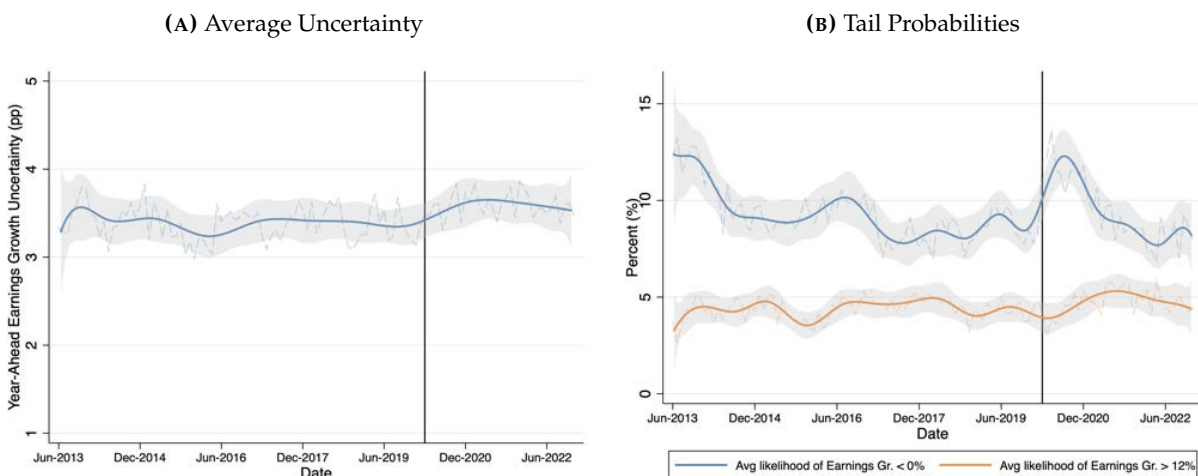 (A) Average Uncertainty
Year-Ahead Earnings Growth Uncertainty (pp)
5
4
3
2
1
Jun-2013 Dec-2014 Jun-2016 Dec-2017 Jun-2019 Dec-2020 Jun-2022
Date
(B) Tail Probabilities
Percent (%)
15
10
5
0
Jun-2013 Dec-2014 Jun-2016 Dec-2017 Jun-2019 Dec-2020 Jun-2022
Date
Avg likelihood of Earnings Gr. < 0% Avg likelihood of Earnings Gr. > 12%